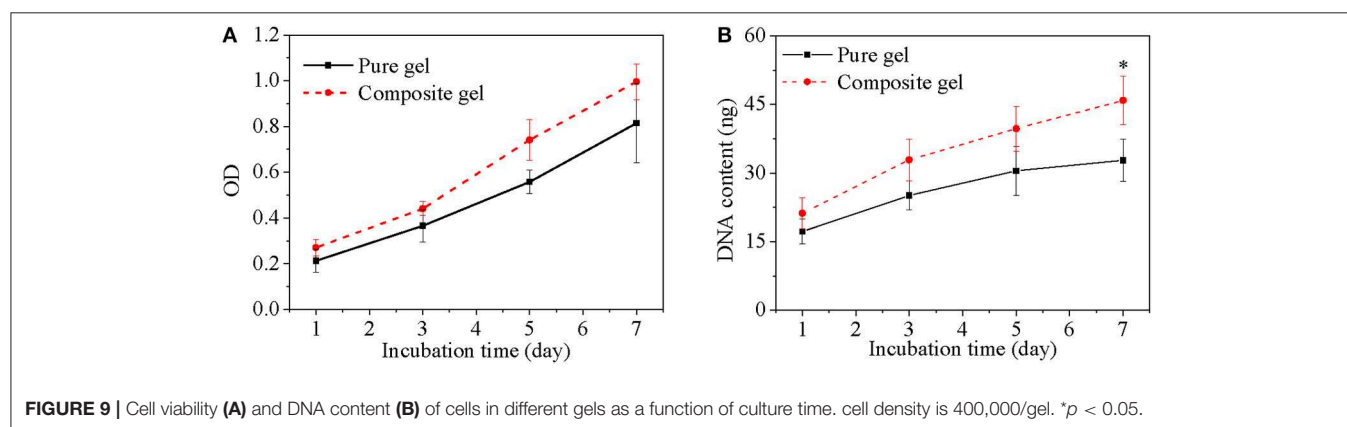 A
1.2
1.0
0.8
0.6
0.4
0.2
0.0
OD
Pure gel
Composite gel
1 2 3 4 5 6 7
Incubation time (day)
B
60
45
30
15
0
DNA content (ng)
Pure gel
Composite gel
*
1 2 3 4 5 6 7
Incubation time (day)
FIGURE 9 | Cell viability (A) and DNA content (B) of cells in different gels as a function of culture time. cell density is 400,000/gel. *p < 0.05.